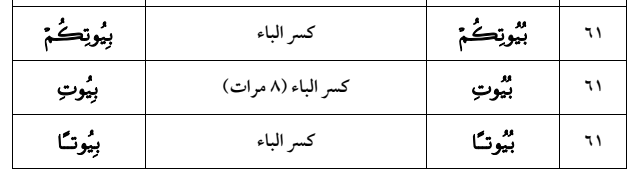 ٦١ بُيُوتِكُمْ كسر الباء بِيُوتِكُمْ
٦١ بُيُوتِ كسر الباء (٨ مرات) بِيُوتِ
٦١ بُيُوتًا كسر الباء بِيُوتًا